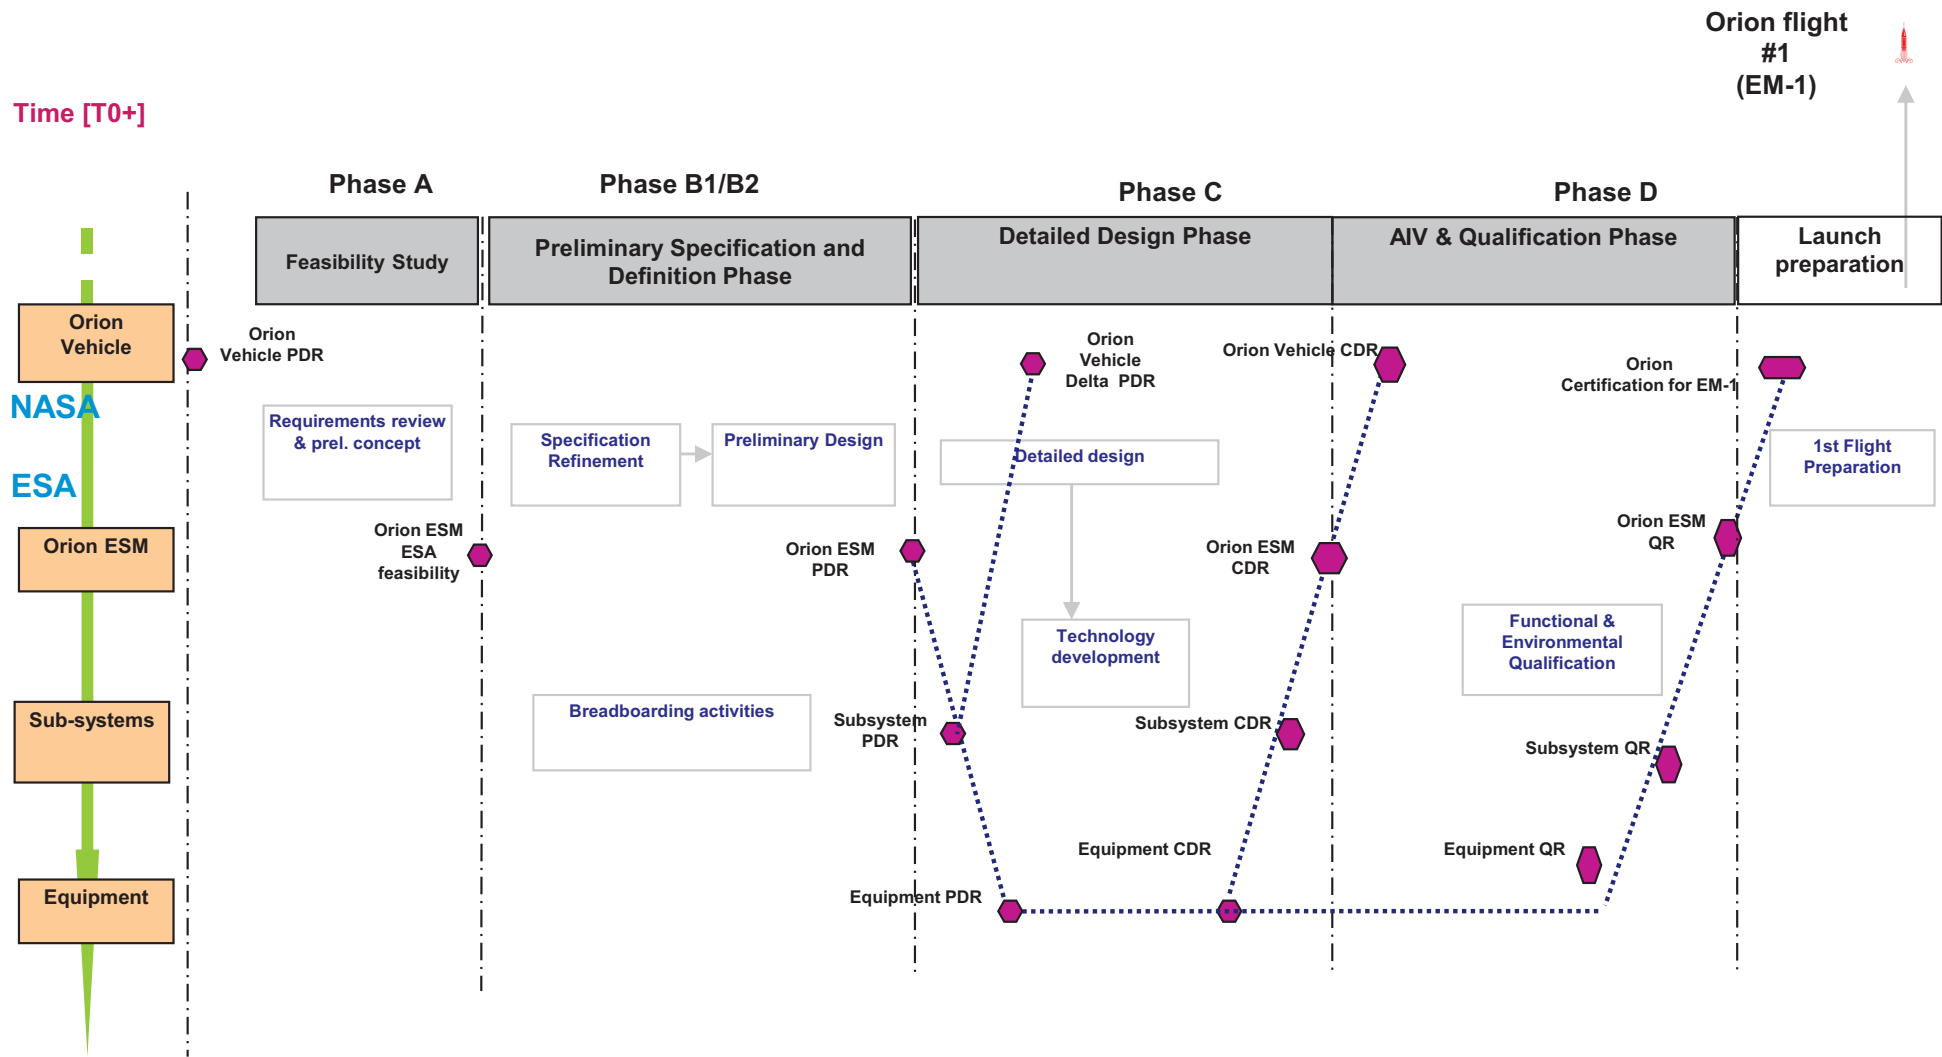 Orion flight
#1
(EM-1)
Time [T0+]
Phase A
Phase B1/B2
Phase C
Phase D
Feasibility Study
Preliminary Specification and
Definition Phase
Detailed Design Phase
AIV & Qualification Phase
Launch
preparation
Orion
Vehicle
Orion
Vehicle PDR
Orion
Vehicle
Delta PDR
Orion Vehicle CDR
Orion
Certification for EM-1
NASA
ESA
Requirements review
& prel. concept
Specification
Refinement
Preliminary Design
Detailed design
1st Flight
Preparation
Orion ESM
Orion ESM
ESA
feasibility
Orion ESM
PDR
Orion ESM
CDR
Orion ESM
QR
Technology
development
Functional &
Environmental
Qualification
Sub-systems
Breadboarding activities
Subsystem
PDR
Subsystem CDR
Subsystem QR
Equipment
Equipment PDR
Equipment CDR
Equipment QR